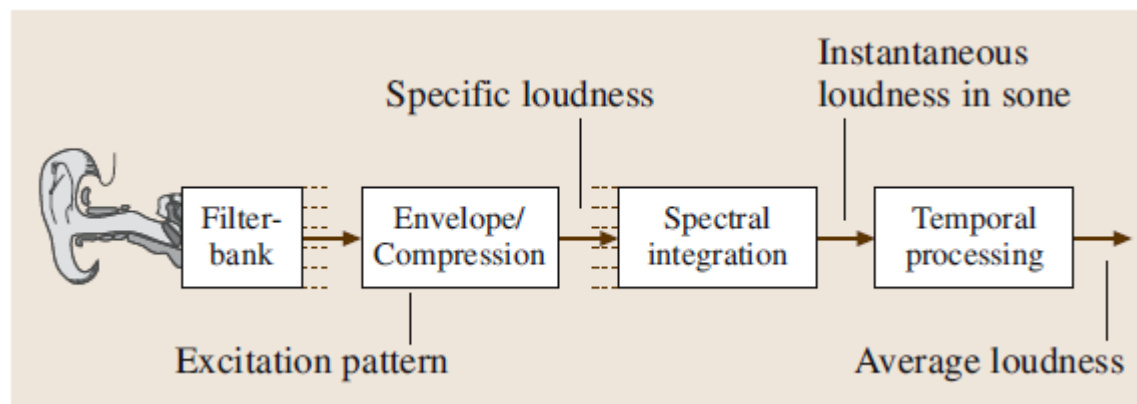 Instantaneous
loudness in sone
Specific loudness
Filter-
bank
Envelope/
Compression
Spectral
integration
Temporal
processing
Excitation pattern
Average loudness